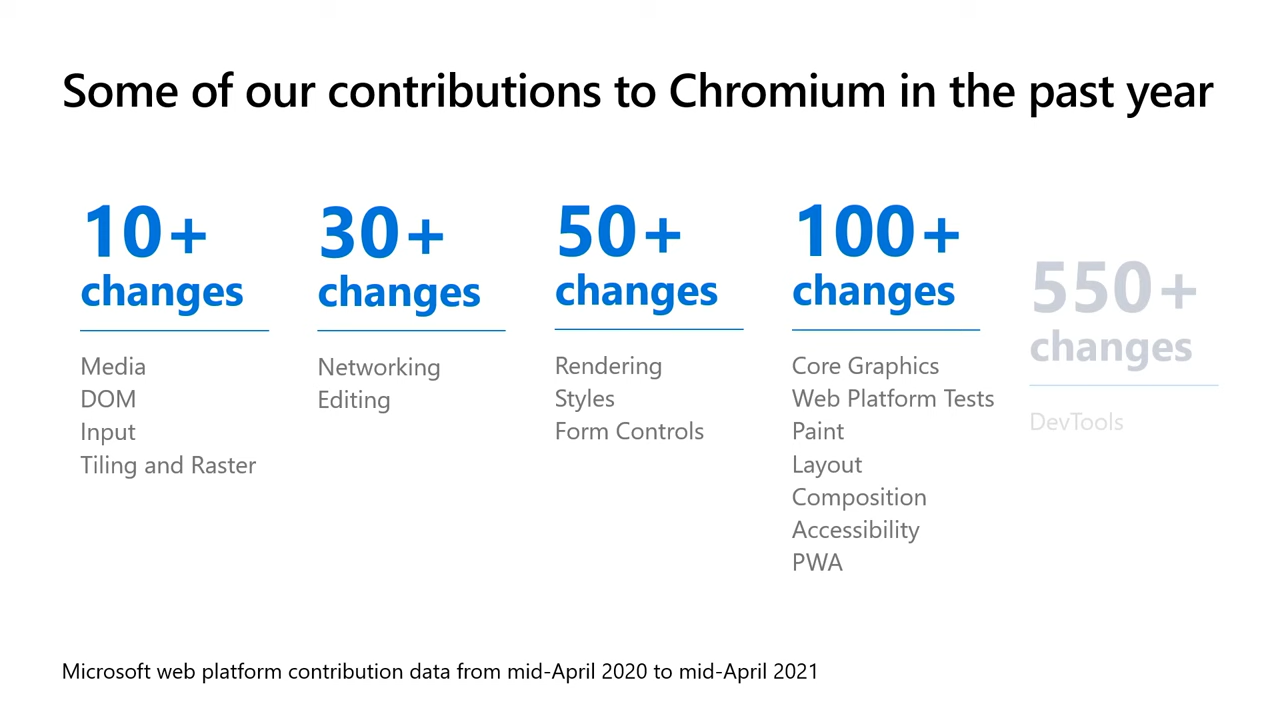 Some of our contributions to Chromium in the past year
10+
changes
Media
DOM
Input
Tiling and Raster
30+
changes
Networking
Editing
50+
changes
Rendering
Styles
Form Controls
100+
changes
Core Graphics
Web Platform Tests
Paint
Layout
Composition
Accessibility
PWA
550+
changes
DevTools
Microsoft web platform contribution data from mid-April 2020 to mid-April 2021